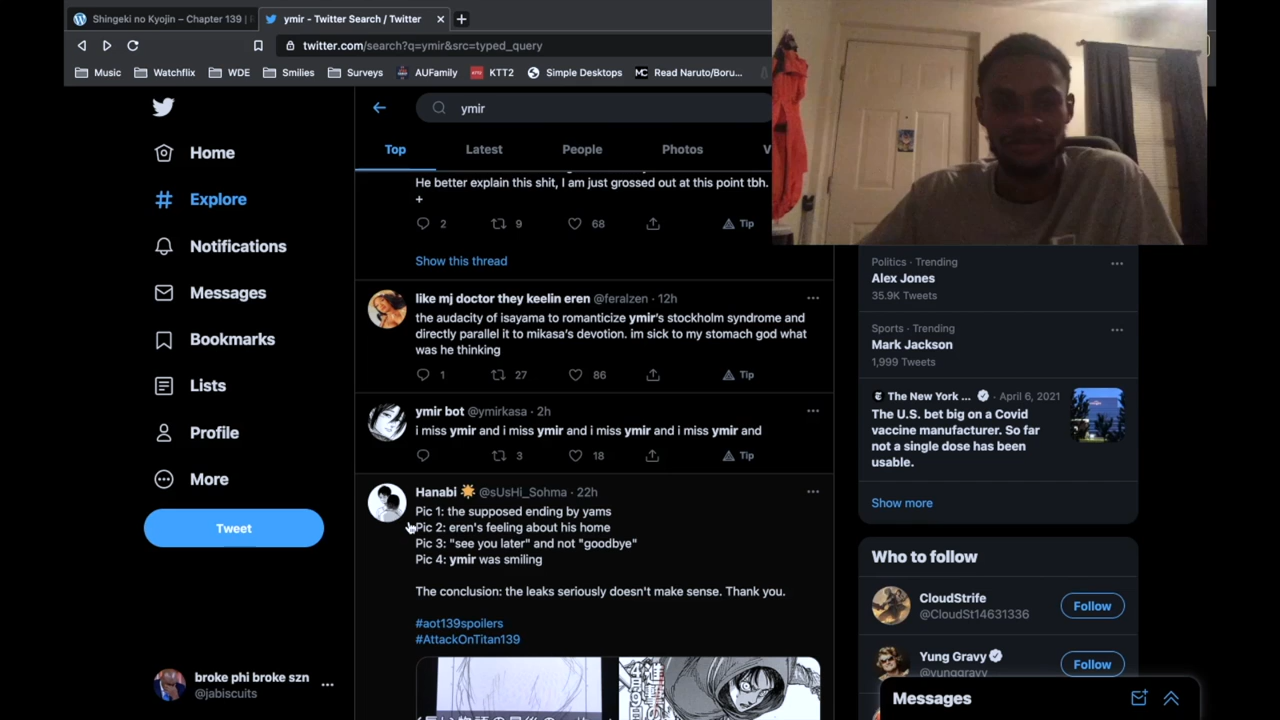 Shingeki no Kyojin – Chapter 139 |
ymir - Twitter Search / Twitter
twitter.com/search?q=ymir&src=typed_query
Music
Watchflix
WDE
Smilies
Surveys
AUFamily
KTT2
Simple Desktops
MC Read Naruto/Boru...
ymir
Home
Explore
Notifications
Messages
Bookmarks
Lists
Profile
More
Tweet
broke phi broke szn
@jabiscuits
Top
Latest
People
Photos
V
He better explain this shit, I am just grossed out at this point tbh.
+
2
9
68
Tip
Show this thread
like mj doctor they keelin eren @feralzen · 12h
the audacity of isayama to romanticize ymir's stockholm syndrome and
directly parallel it to mikasa's devotion. im sick to my stomach god what
was he thinking
1
27
86
Tip
ymir bot @ymirkasa · 2h
i miss ymir and i miss ymir and i miss ymir and i miss ymir and
3
18
Tip
Hanabi @sUsHi_Sohma · 22h
Pic 1: the supposed ending by yams
Pic 2: eren's feeling about his home
Pic 3: "see you later" and not "goodbye"
Pic 4: ymir was smiling
The conclusion: the leaks seriously doesn't make sense. Thank you.
#aot139spoilers
#AttackOnTitan139
Politics · Trending
Alex Jones
35.9K Tweets
Sports · Trending
Mark Jackson
1,999 Tweets
The New York ... · April 6, 2021
The U.S. bet big on a Covid
vaccine manufacturer. So far
not a single dose has been
usable.
Show more
Who to follow
CloudStrife
@CloudSt14631336
Follow
Yung Gravy
@yunggravy
Follow
Messages